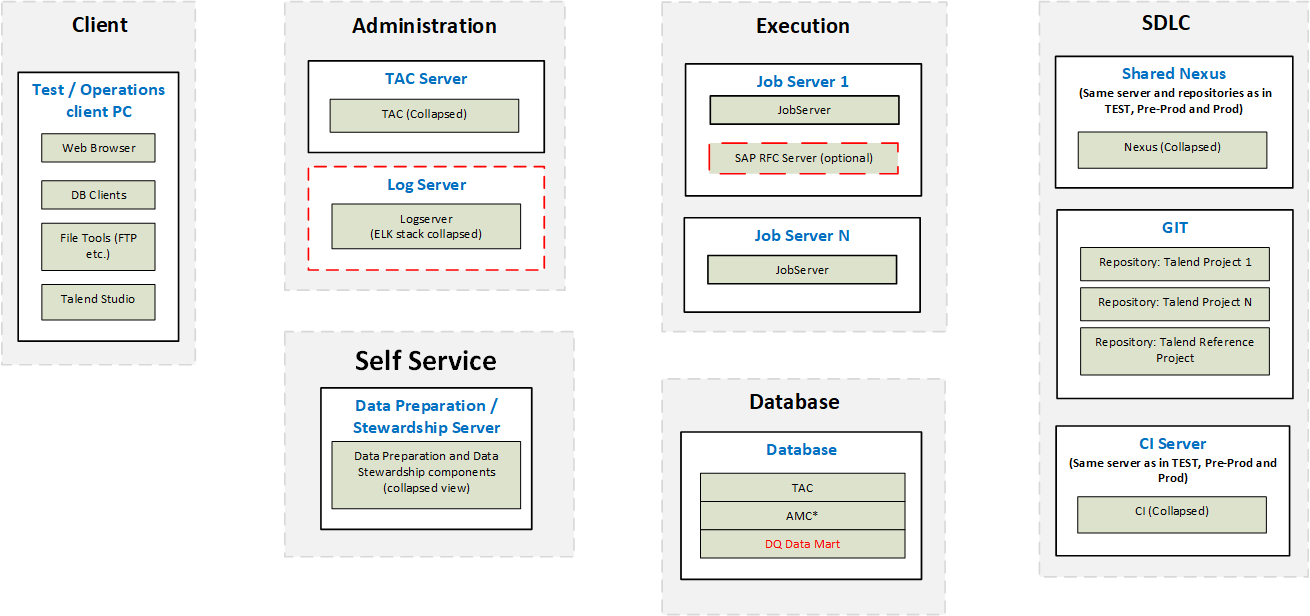 Client
Test / Operations
client PC
Web Browser
DB Clients
File Tools (FTP
etc.)
Talend Studio
Administration
TAC Server
TAC (Collapsed)
Log Server
Logserver
(ELK stack collapsed)
Self Service
Data Preparation /
Stewardship Server
Data Preparation and Data
Stewardship components
(collapsed view)
Execution
Job Server 1
JobServer
SAP RFC Server (optional)
Job Server N
JobServer
Database
Database
TAC
AMC*
DQ Data Mart
SDLC
Shared Nexus
(Same server and repositories as in
TEST, Pre-Prod and Prod)
Nexus (Collapsed)
GIT
Repository: Talend Project 1
Repository: Talend Project N
Repository: Talend Reference
Project
CI Server
(Same server as in TEST, Pre-Prod and
Prod)
CI (Collapsed)